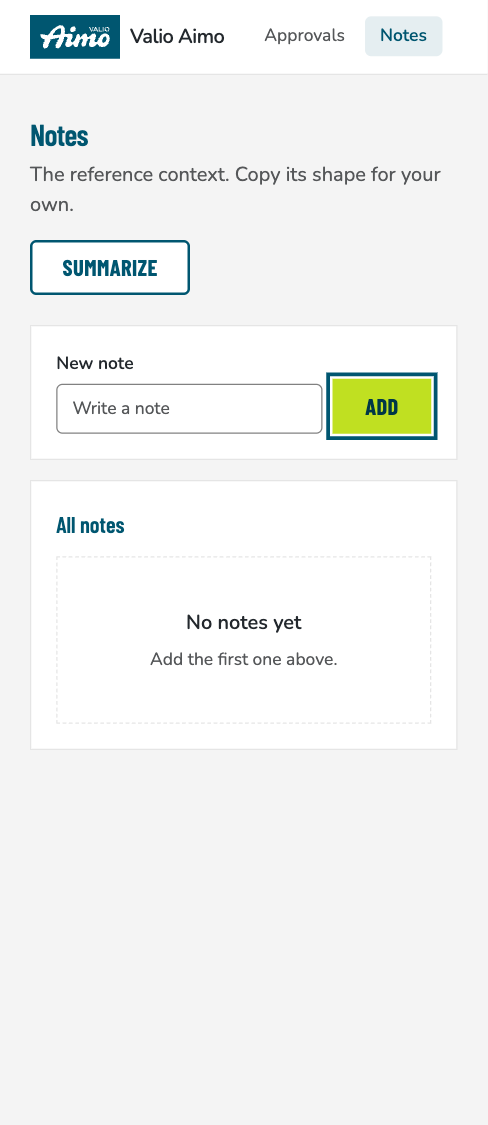 VALIO
Aimo
Valio Aimo
Approvals
Notes
Notes
The reference context. Copy its shape for your
own.
SUMMARIZE
New note
Write a note
ADD
All notes
No notes yet
Add the first one above.